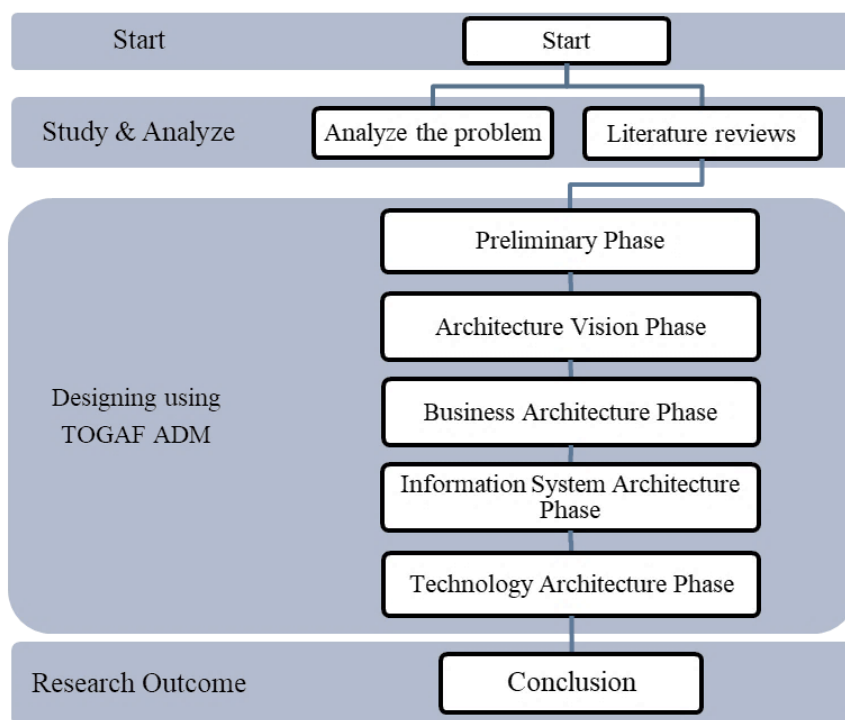 Start
Start
Study & Analyze
Analyze the problem
Literature reviews
Designing using
TOGAF ADM
Preliminary Phase
Architecture Vision Phase
Business Architecture Phase
Information System Architecture
Phase
Technology Architecture Phase
Research Outcome
Conclusion